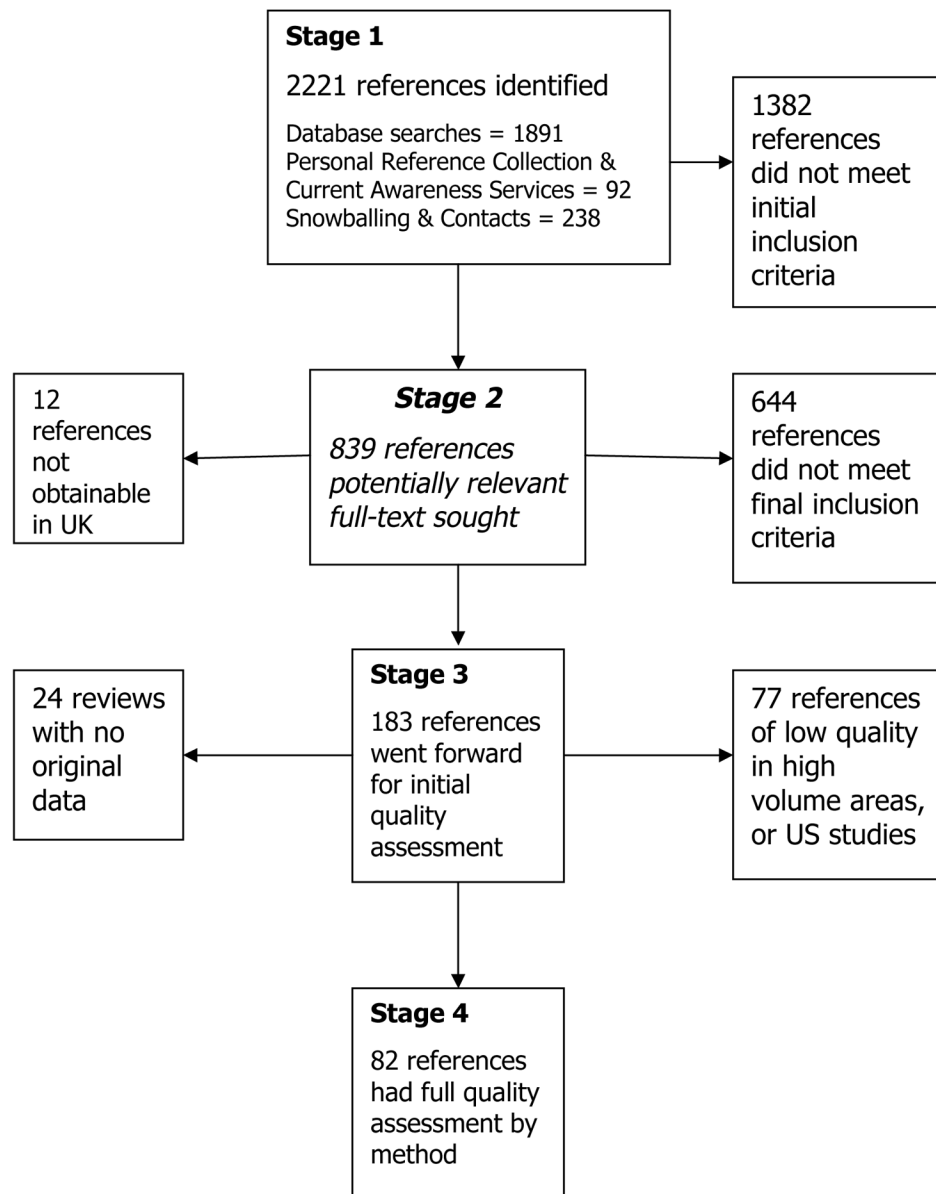 Stage 1
2221 references identified
Database searches = 1891
Personal Reference Collection &
Current Awareness Services = 92
Snowballing & Contacts = 238
1382
references
did not meet
initial
inclusion
criteria
12
references
not
obtainable
in UK
Stage 2
839 references
potentially relevant
full-text sought
644
references
did not meet
final inclusion
criteria
24 reviews
with no
original
data
Stage 3
183 references
went forward
for initial
quality
assessment
77 references
of low quality
in high
volume areas,
or US studies
Stage 4
82 references
had full quality
assessment by
method